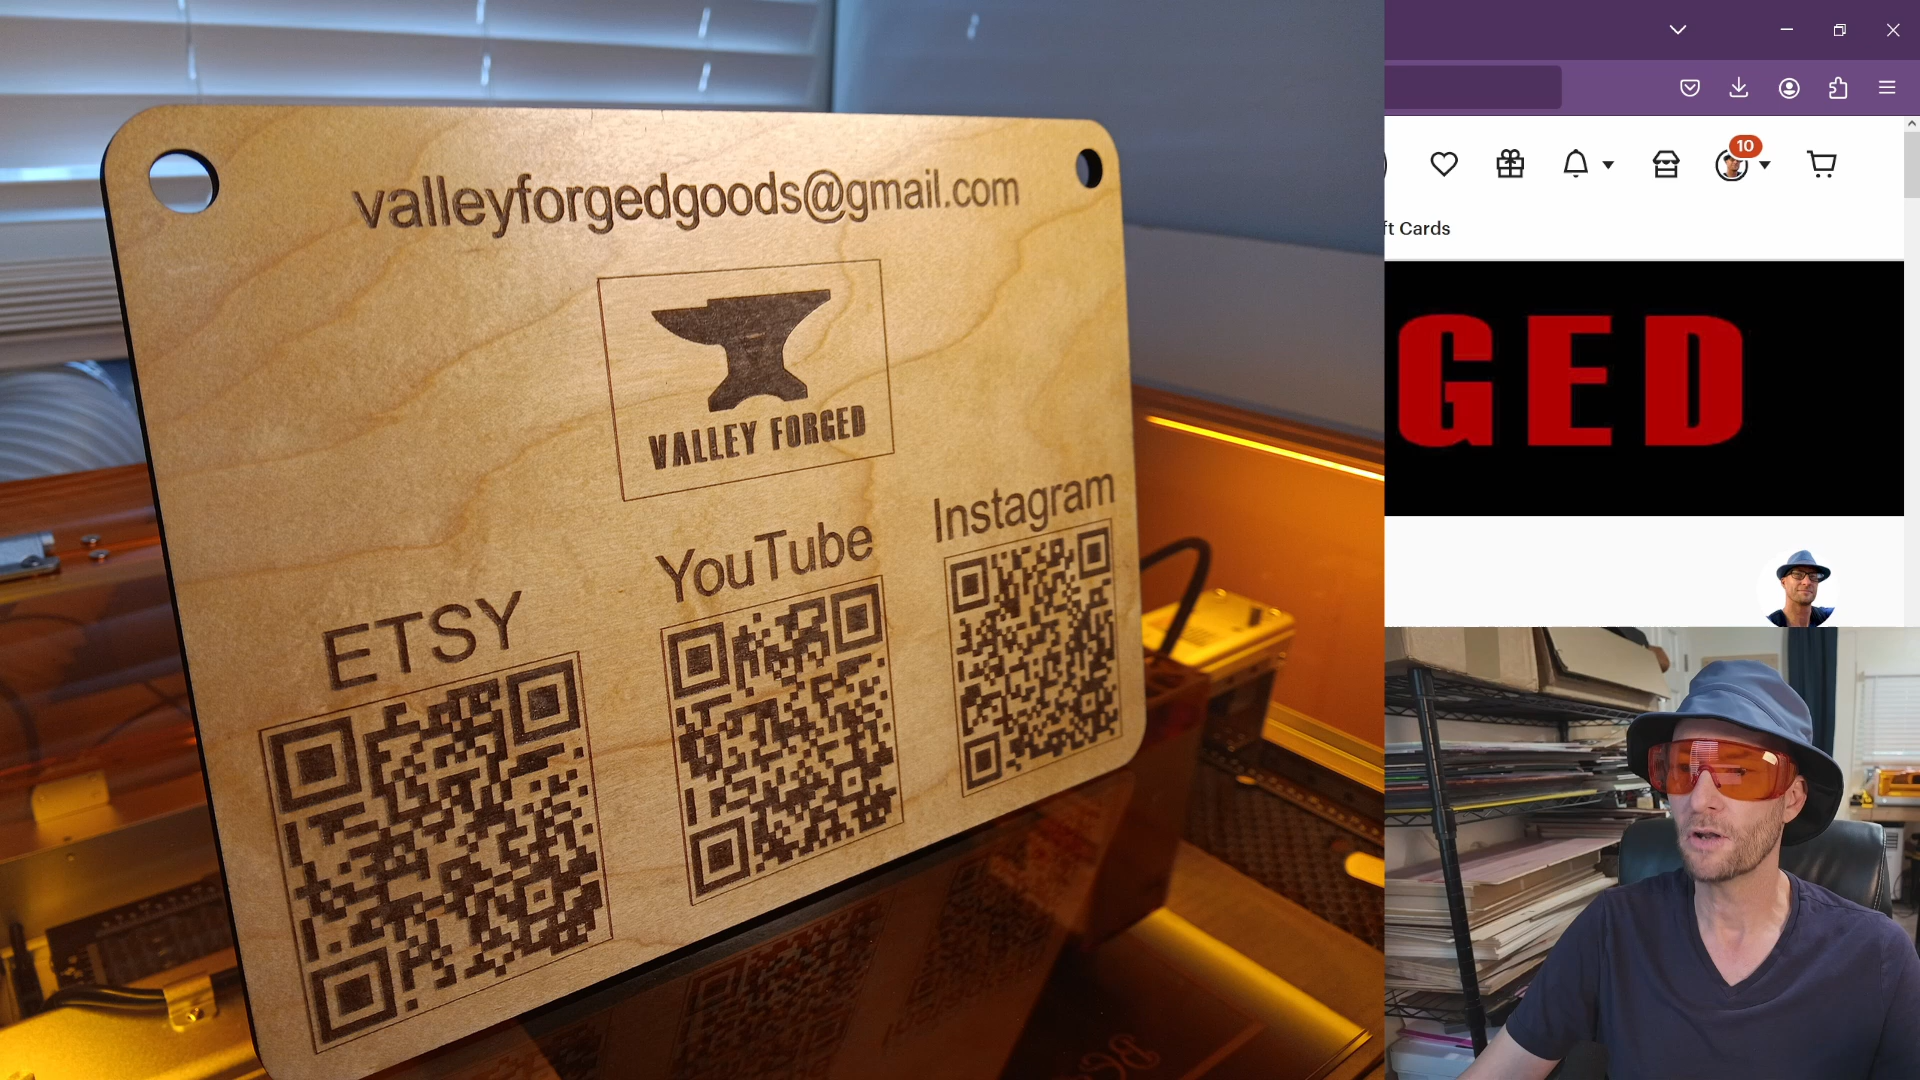 valleyforgedgoods@gmail.com
VALLEY FORGED
ETSY
YouTube
Instagram
10
ft Cards
GED